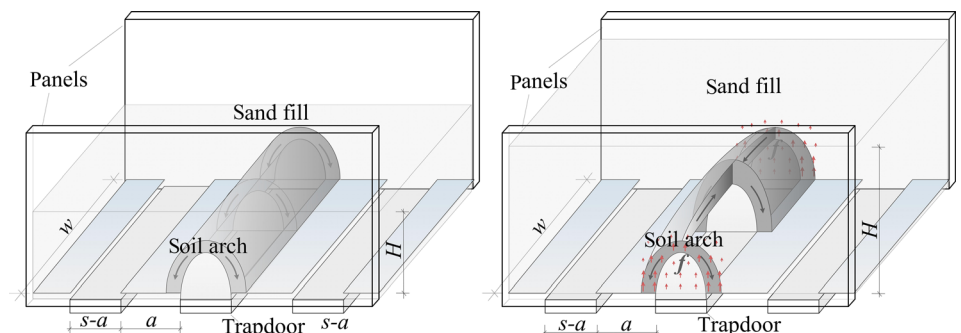 Panels
Sand fill
w
Soil arch
H
s-a
a
Trapdoor
s-a
Panels
Sand fill
f
w
Soil arch
f
H
s-a
a
Trapdoor